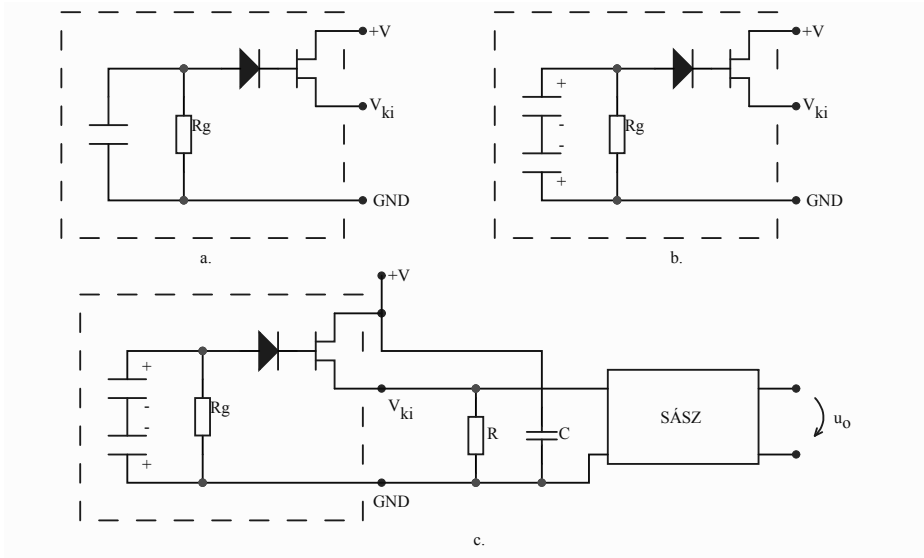 +V
Rg
V_ki
GND
a.
+
-
-
+
Rg
+V
V_ki
GND
b.
+V
+
-
-
+
Rg
V_ki
R
C
SÁSZ
u_o
GND
c.